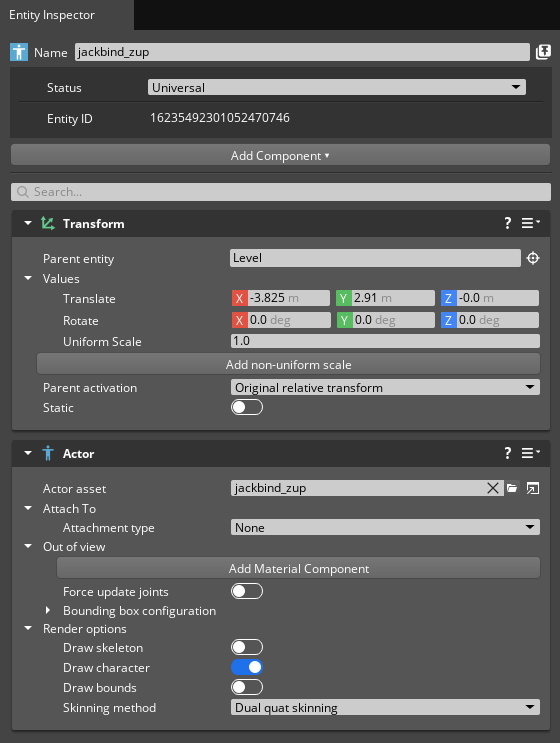 Entity Inspector
Name jackbind_zup
Status Universal
Entity ID 16235492301052470746
Add Component
Search...
Transform ?
Parent entity Level
Values
Translate X -3.825 m Y 2.91 m Z -0.0 m
Rotate X 0.0 deg Y 0.0 deg Z 0.0 deg
Uniform Scale 1.0
Add non-uniform scale
Parent activation Original relative transform
Static
Actor ?
Actor asset jackbind_zup
Attach To
Attachment type None
Out of view
Add Material Component
Force update joints
Bounding box configuration
Render options
Draw skeleton
Draw character
Draw bounds
Skinning method Dual quat skinning